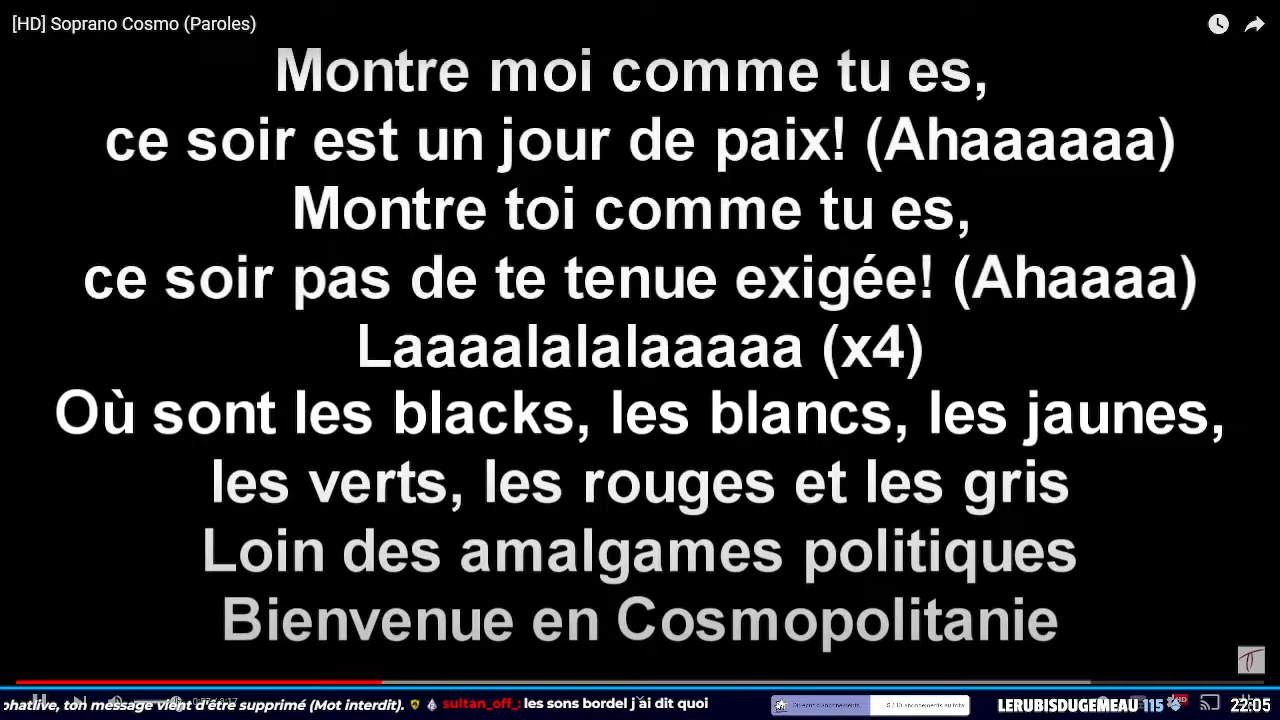 [HD] Soprano Cosmo (Paroles)
Montre moi comme tu es,
ce soir est un jour de paix! (Ahaaaaaa)
Montre toi comme tu es,
ce soir pas de te tenue exigée! (Ahaaaa)
Laaaalalalaaaaa (x4)
Où sont les blacks, les blancs, les jaunes,
les verts, les rouges et les gris
Loin des amalgames politiques
Bienvenue en Cosmopolitanie
ton message vient d'être supprimé (Mot interdit). sultan_off_: les sons bordel j'ai dit quoi
LERUBISDUGEMEAU 115 HD 22:05